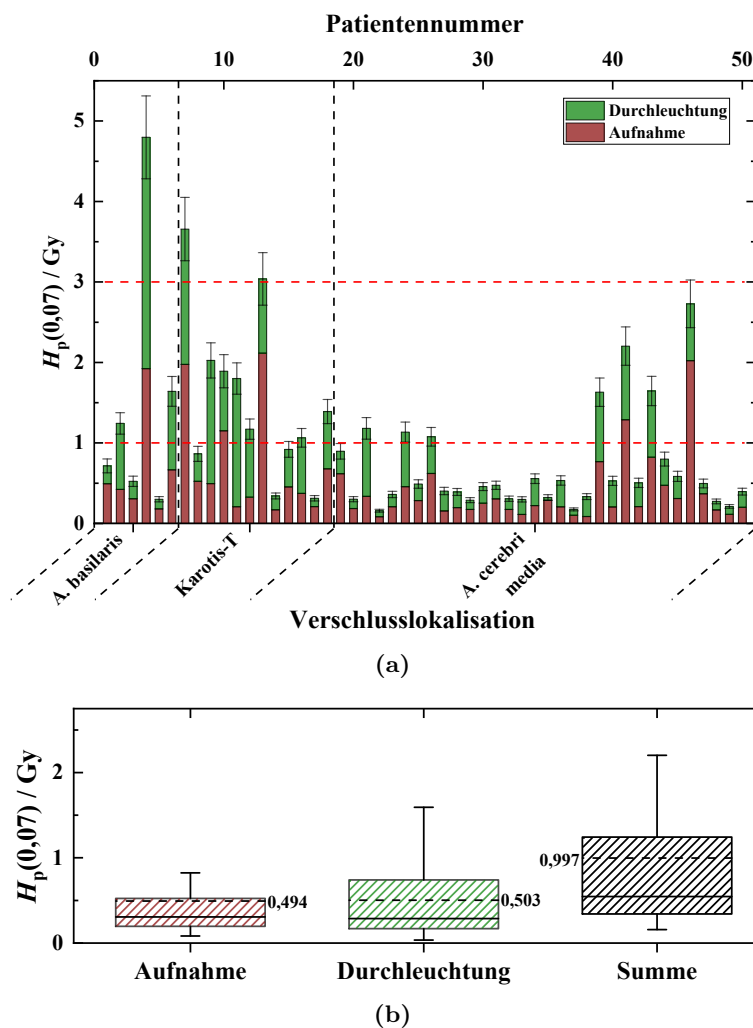 Patientennummer
0 10 20 30 40 50
Durchleuchtung
Aufnahme
5
4
3
2
1
0
Hp(0,07) / Gy
A. basilaris
Karotis-T
A. cerebri
media
Verschlusslokalisation
(a)
2
1
0
Hp(0,07) / Gy
0,494
0,503
0,997
Aufnahme Durchleuchtung Summe
(b)